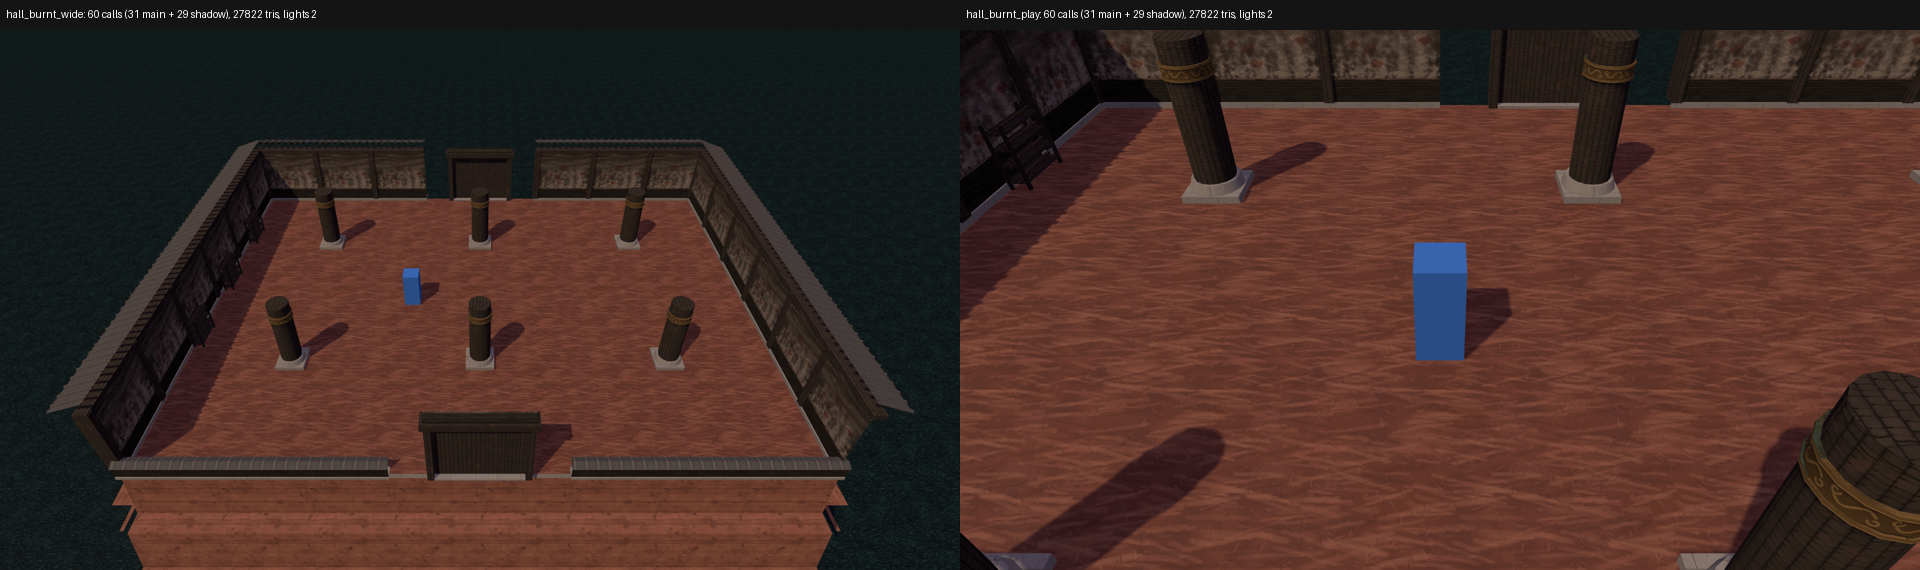 hall_burnt_wide: 60 calls (31 main + 29 shadow), 27822 tris, lights 2
hall_burnt_play: 60 calls (31 main + 29 shadow), 27822 tris, lights 2